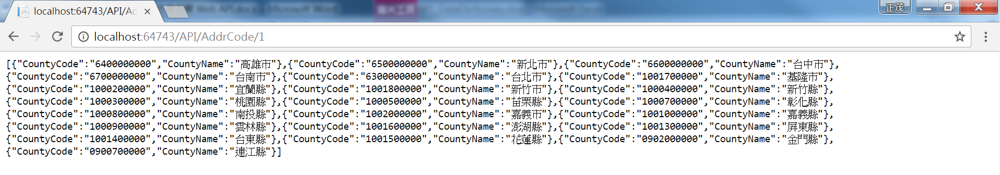 localhost:64743/API/Ad
正茂
localhost:64743/API/AddrCode/1
[{"CountyCode":"6400000000","CountyName":"高雄市"},{"CountyCode":"6500000000","CountyName":"新北市"},{"CountyCode":"6600000000","CountyName":"台中市"},
{"CountyCode":"6700000000","CountyName":"台南市"},{"CountyCode":"6300000000","CountyName":"台北市"},{"CountyCode":"1001700000","CountyName":"基隆市"},
{"CountyCode":"1000200000","CountyName":"宜蘭縣"},{"CountyCode":"1001800000","CountyName":"新竹市"},{"CountyCode":"1000400000","CountyName":"新竹縣"},
{"CountyCode":"1000300000","CountyName":"桃園縣"},{"CountyCode":"1000500000","CountyName":"苗栗縣"},{"CountyCode":"1000700000","CountyName":"彰化縣"},
{"CountyCode":"1000800000","CountyName":"南投縣"},{"CountyCode":"1002000000","CountyName":"嘉義市"},{"CountyCode":"1001000000","CountyName":"嘉義縣"},
{"CountyCode":"1000900000","CountyName":"雲林縣"},{"CountyCode":"1001600000","CountyName":"澎湖縣"},{"CountyCode":"1001300000","CountyName":"屏東縣"},
{"CountyCode":"1001400000","CountyName":"台東縣"},{"CountyCode":"1001500000","CountyName":"花蓮縣"},{"CountyCode":"0902000000","CountyName":"金門縣"},
{"CountyCode":"0900700000","CountyName":"連江縣"}]